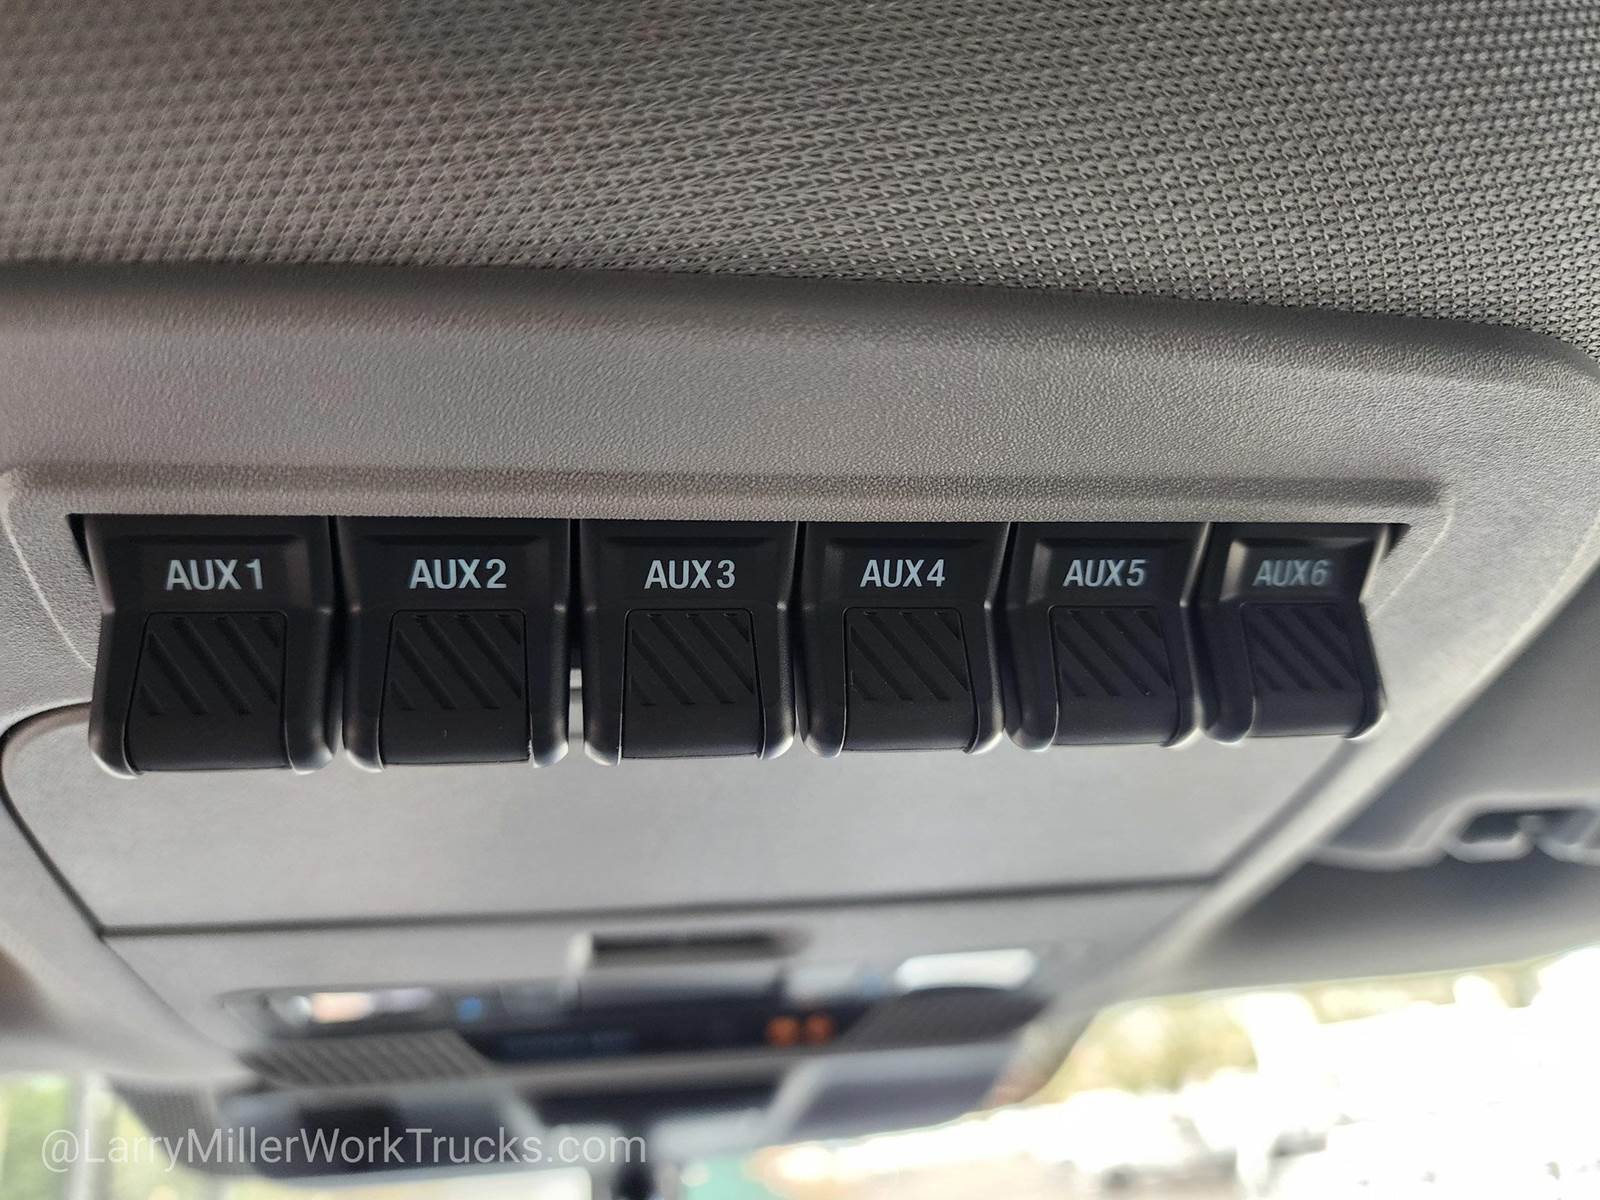 AUX1 AUX2 AUX3 AUX4 AUX5 AUX6
@LarryMillerWorkTrucks.com